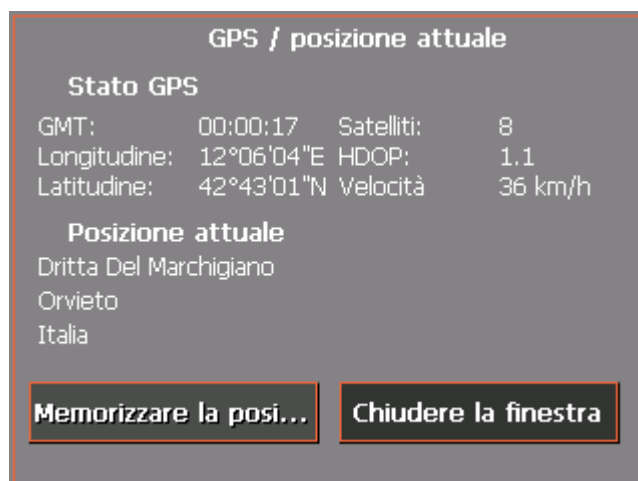 GPS / posizione attuale
Stato GPS
GMT: 00:00:17 Satelliti: 8
Longitudine: 12°06'04"E HDOP: 1.1
Latitudine: 42°43'01"N Velocità 36 km/h
Posizione attuale
Dritta Del Marchigiano
Orvieto
Italia
Memorizzare la posi... Chiudere la finestra